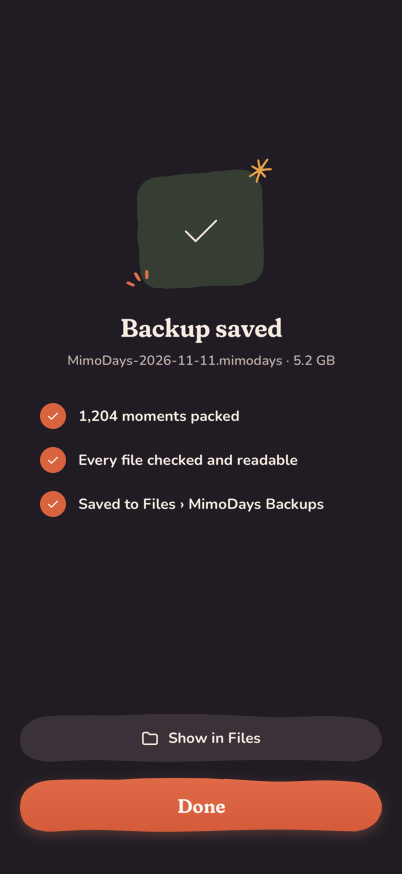 Backup saved
MimoDays-2026-11-11.mimodays · 5.2 GB
1,204 moments packed
Every file checked and readable
Saved to Files › MimoDays Backups
Show in Files
Done